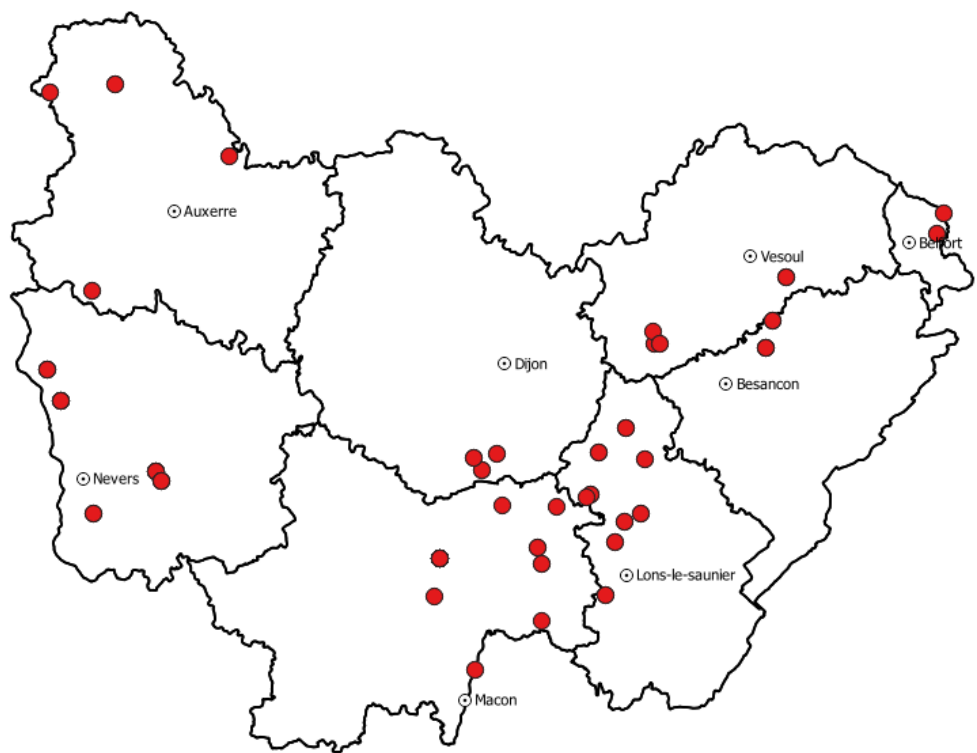 Auxerre
Belfort
Vesoul
Dijon
Besancon
Nevers
Lons-le-saunier
Macon